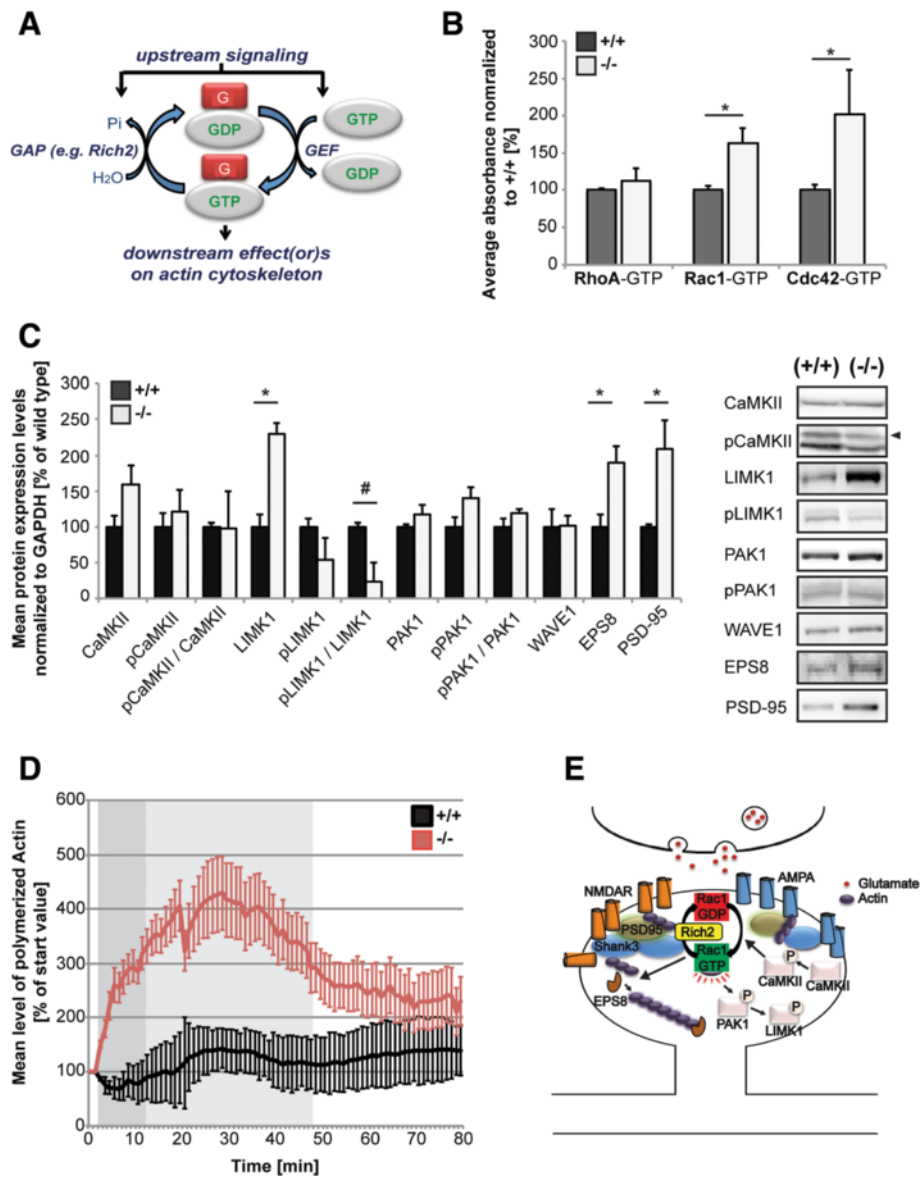 A
upstream signaling
G
GDP
Pi
GAP (e.g. Rich2)
H2O
G
GTP
GTP
GEF
GDP
downstream effect(or)s
on actin cytoskeleton
B
Average absorbance nomralized
to +/+ [%]
300
250
200
150
100
50
0
+/+
-/-
*
*
RhoA-GTP
Rac1-GTP
Cdc42-GTP
C
Mean protein expression levels
normalized to GAPDH [% of wild type]
300
250
200
150
100
50
0
+/+
-/-
*
#
*
*
CaMKII
pCaMKII
pCaMKII / CaMKII
LIMK1
pLIMK1
pLIMK1 / LIMK1
PAK1
pPAK1
pPAK1 / PAK1
WAVE1
EPS8
PSD-95
(+/+) (-/-)
CaMKII
pCaMKII
LIMK1
pLIMK1
PAK1
pPAK1
WAVE1
EPS8
PSD-95
D
Mean level of polymerized Actin
[% of start value]
600
500
400
300
200
100
0
+/+
-/-
0 10 20 30 40 50 60 70 80
Time [min]
E
NMDAR
AMPA
Glutamate
Actin
Rac1
GDP
PSD95
Rich2
Shank3
Rac1
GTP
P
P
CaMKII
CaMKII
EPS8
P
P
PAK1
LIMK1